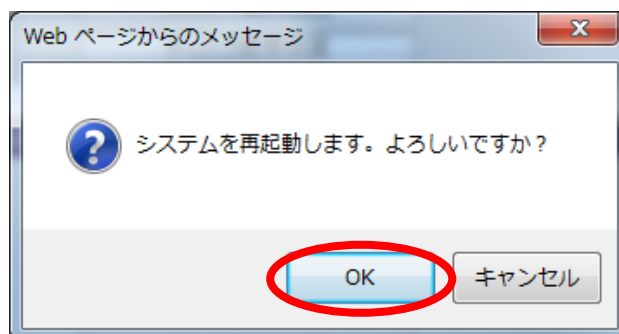 Web ページからのメッセージ
システムを再起動します。よろしいですか？
OK
キャンセル